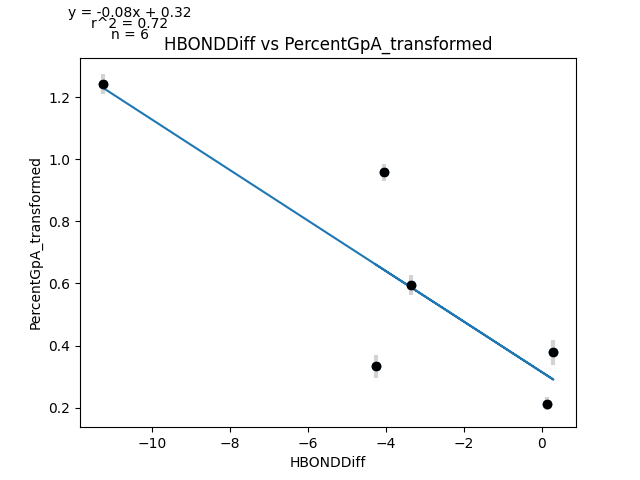 y = -0.08x + 0.32
r^2 = 0.72
n = 6
HBONDDiff vs PercentGpA_transformed
PercentGpA_transformed
1.2
1.0
0.8
0.6
0.4
0.2
−10
−8
−6
−4
−2
0
HBONDDiff